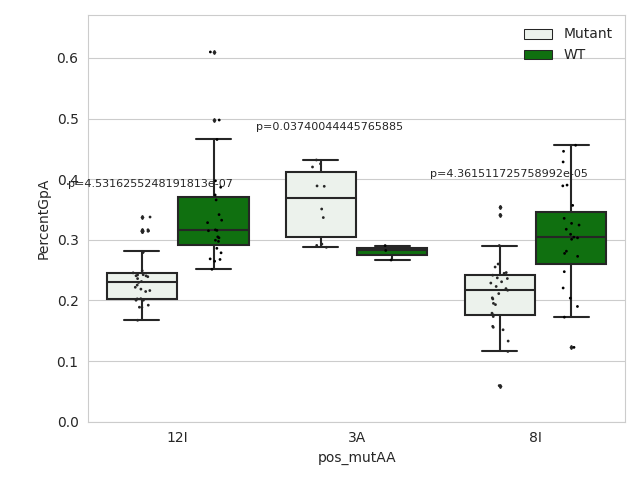 Mutant
WT
0.6
0.5
0.4
0.3
0.2
0.1
0.0
PercentGpA
p=4.5316255248191813e-07
p=0.03740044445765885
p=4.361511725758992e-05
12I
3A
8I
pos_mutAA